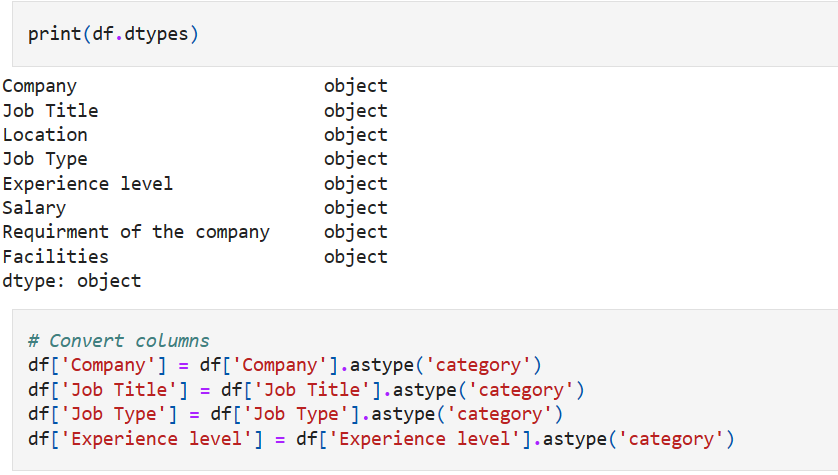 print(df.dtypes)
Company object
Job Title object
Location object
Job Type object
Experience level object
Salary object
Requirment of the company object
Facilities object
dtype: object
# Convert columns
df['Company'] = df['Company'].astype('category')
df['Job Title'] = df['Job Title'].astype('category')
df['Job Type'] = df['Job Type'].astype('category')
df['Experience level'] = df['Experience level'].astype('category')